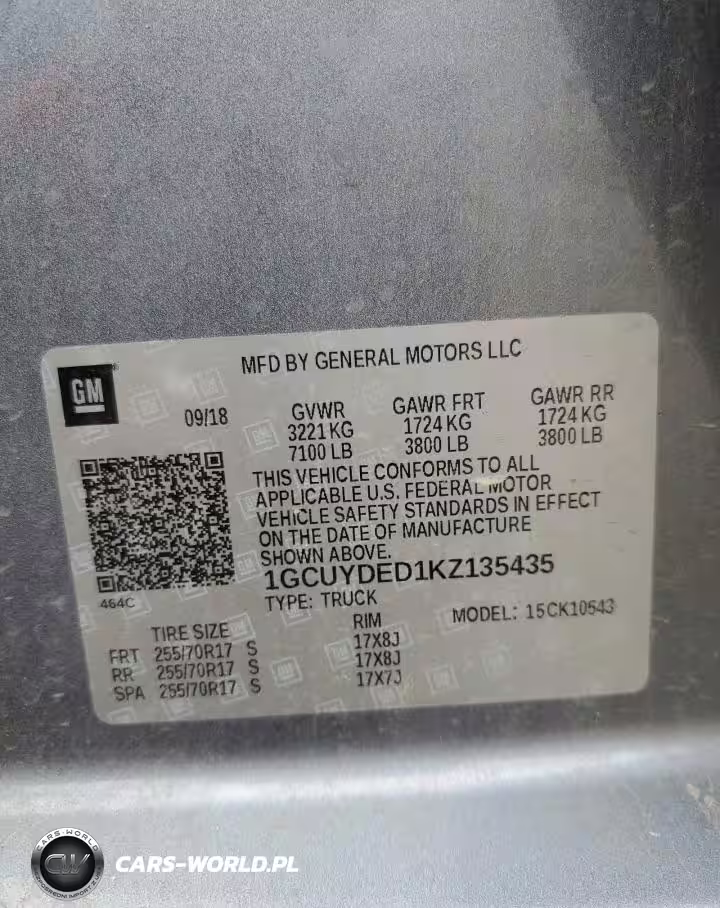 MFD BY GENERAL MOTORS LLC
GM
09/18
GVWR GAWR FRT GAWR RR
3221 KG 1724 KG 1724 KG
7100 LB 3800 LB 3800 LB
THIS VEHICLE CONFORMS TO ALL
APPLICABLE U.S. FEDERAL MOTOR
VEHICLE SAFETY STANDARDS IN EFFECT
ON THE DATE OF MANUFACTURE
SHOWN ABOVE.
1GCUYDED1KZ135435
464C
TYPE: TRUCK MODEL: 15CK10543
TIRE SIZE RIM
FRT 255/70R17 S 17X8J
RR 255/70R17 S 17X8J
SPA 255/70R17 S 17X7J
CARS-WORLD
CW
CARS-WORLD.PL